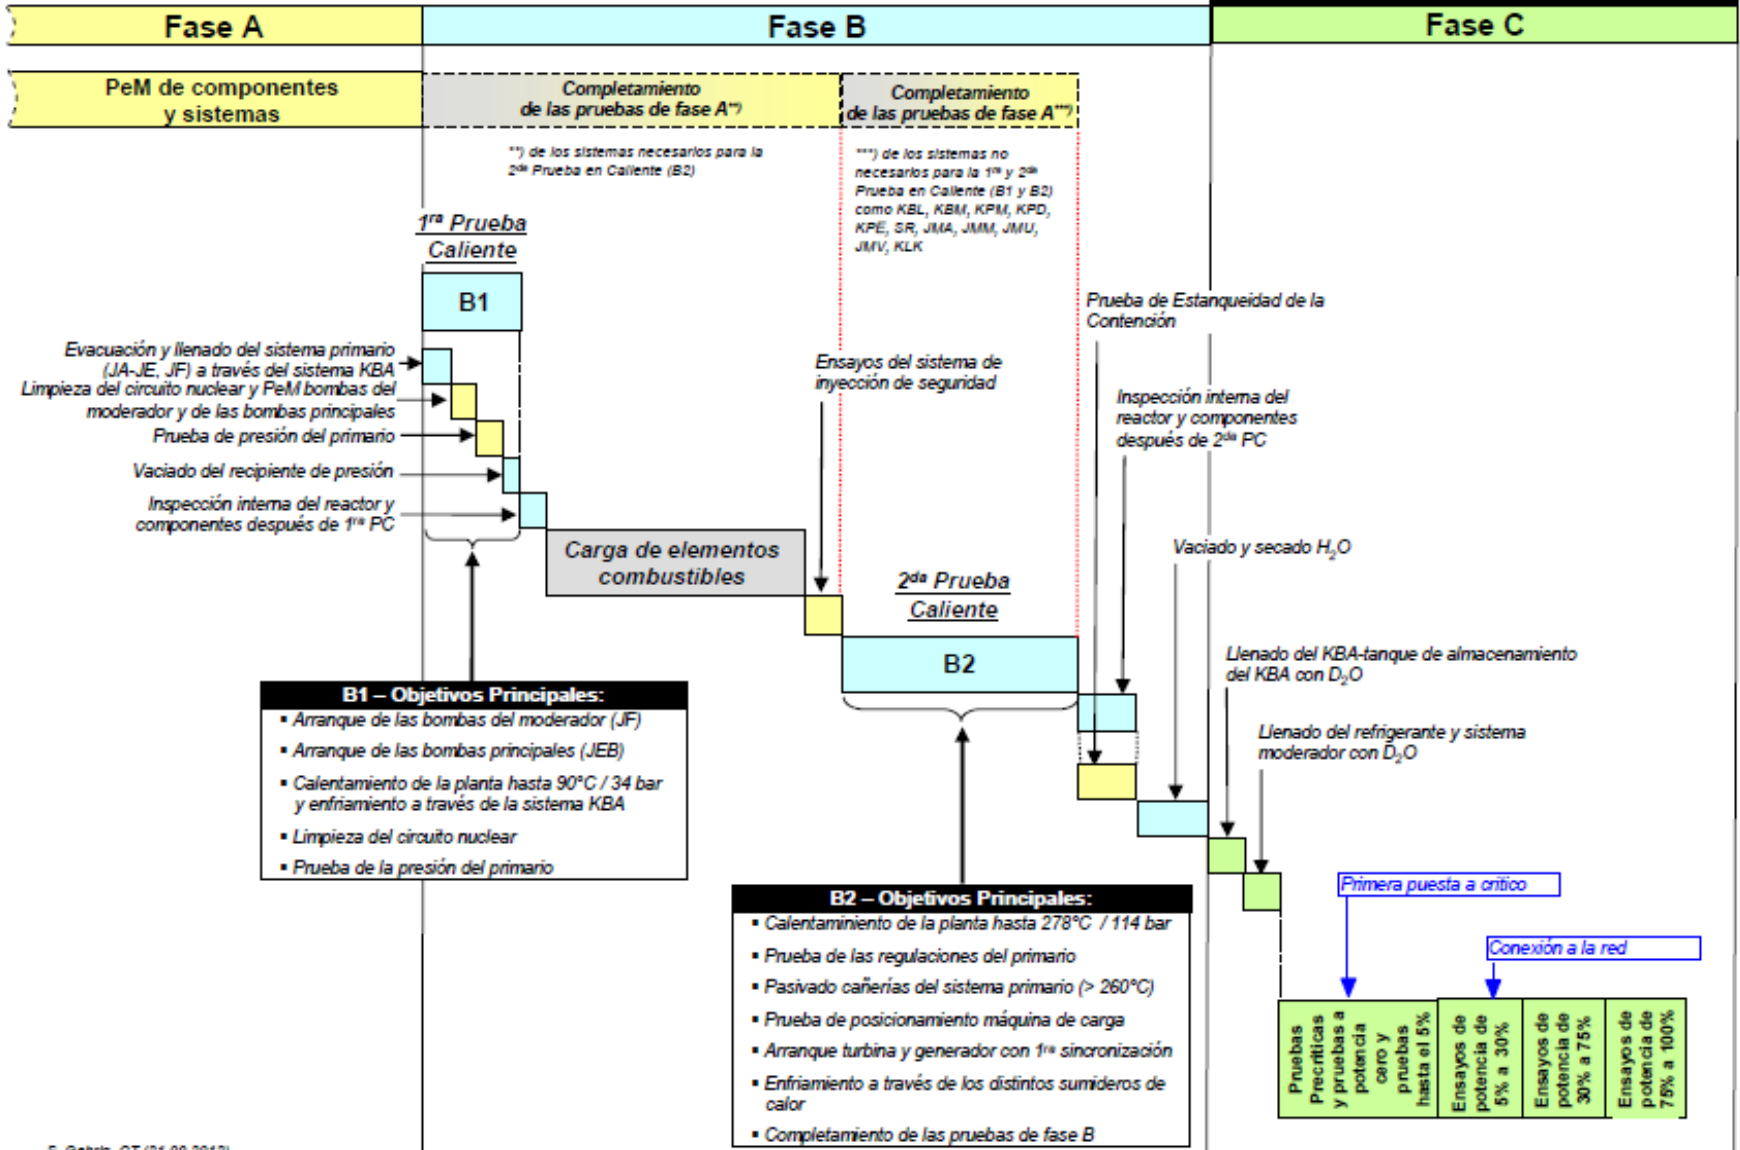 Fase A
Fase B
Fase C
PeM de componentes
y sistemas
Completamiento
de las pruebas de fase A**)
Completamiento
de las pruebas de fase A***)
**) de los sistemas necesarios para la
2da Prueba en Caliente (B2)
***) de los sistemas no
necesarios para la 1ra y 2da
Prueba en Caliente (B1 y B2)
como KBL, KBM, KPM, KPD,
KPE, SR, JMA, JMM, JMU,
JMV, KLK
1ra Prueba
Caliente
B1
Evacuación y llenado del sistema primario
(JA-JE, JF) a través del sistema KBA
Limpieza del circuito nuclear y PeM bombas del
moderador y de las bombas principales
Prueba de presión del primario
Vaciado del recipiente de presión
Inspección interna del reactor y
componentes después de 1ra PC
Carga de elementos
combustibles
Ensayos del sistema de
inyección de seguridad
2da Prueba
Caliente
B2
Prueba de Estanqueidad de la
Contención
Inspección interna del
reactor y componentes
después de 2da PC
Vaciado y secado H2O
Llenado del KBA-tanque de almacenamiento
del KBA con D2O
Llenado del refrigerante y sistema
moderador con D2O
B1 – Objetivos Principales:
▪ Arranque de las bombas del moderador (JF)
▪ Arranque de las bombas principales (JEB)
▪ Calentamiento de la planta hasta 90°C / 34 bar
y enfriamiento a través de la sistema KBA
▪ Limpieza del circuito nuclear
▪ Prueba de la presión del primario
B2 – Objetivos Principales:
▪ Calentaminiento de la planta hasta 278°C / 114 bar
▪ Prueba de las regulaciones del primario
▪ Pasivado cañerías del sistema primario (> 260°C)
▪ Prueba de posicionamiento máquina de carga
▪ Arranque turbina y generador con 1ra sincronización
▪ Enfriamiento a través de los distintos sumideros de
calor
▪ Completamiento de las pruebas de fase B
Primera puesta a crítico
Conexión a la red
Pruebas
Precríticas
y pruebas a
potencia
cero y
pruebas
hasta el 5%
Ensayos de
potencia de
5% a 30%
Ensayos de
potencia de
30% a 75%
Ensayos de
potencia de
75% a 100%